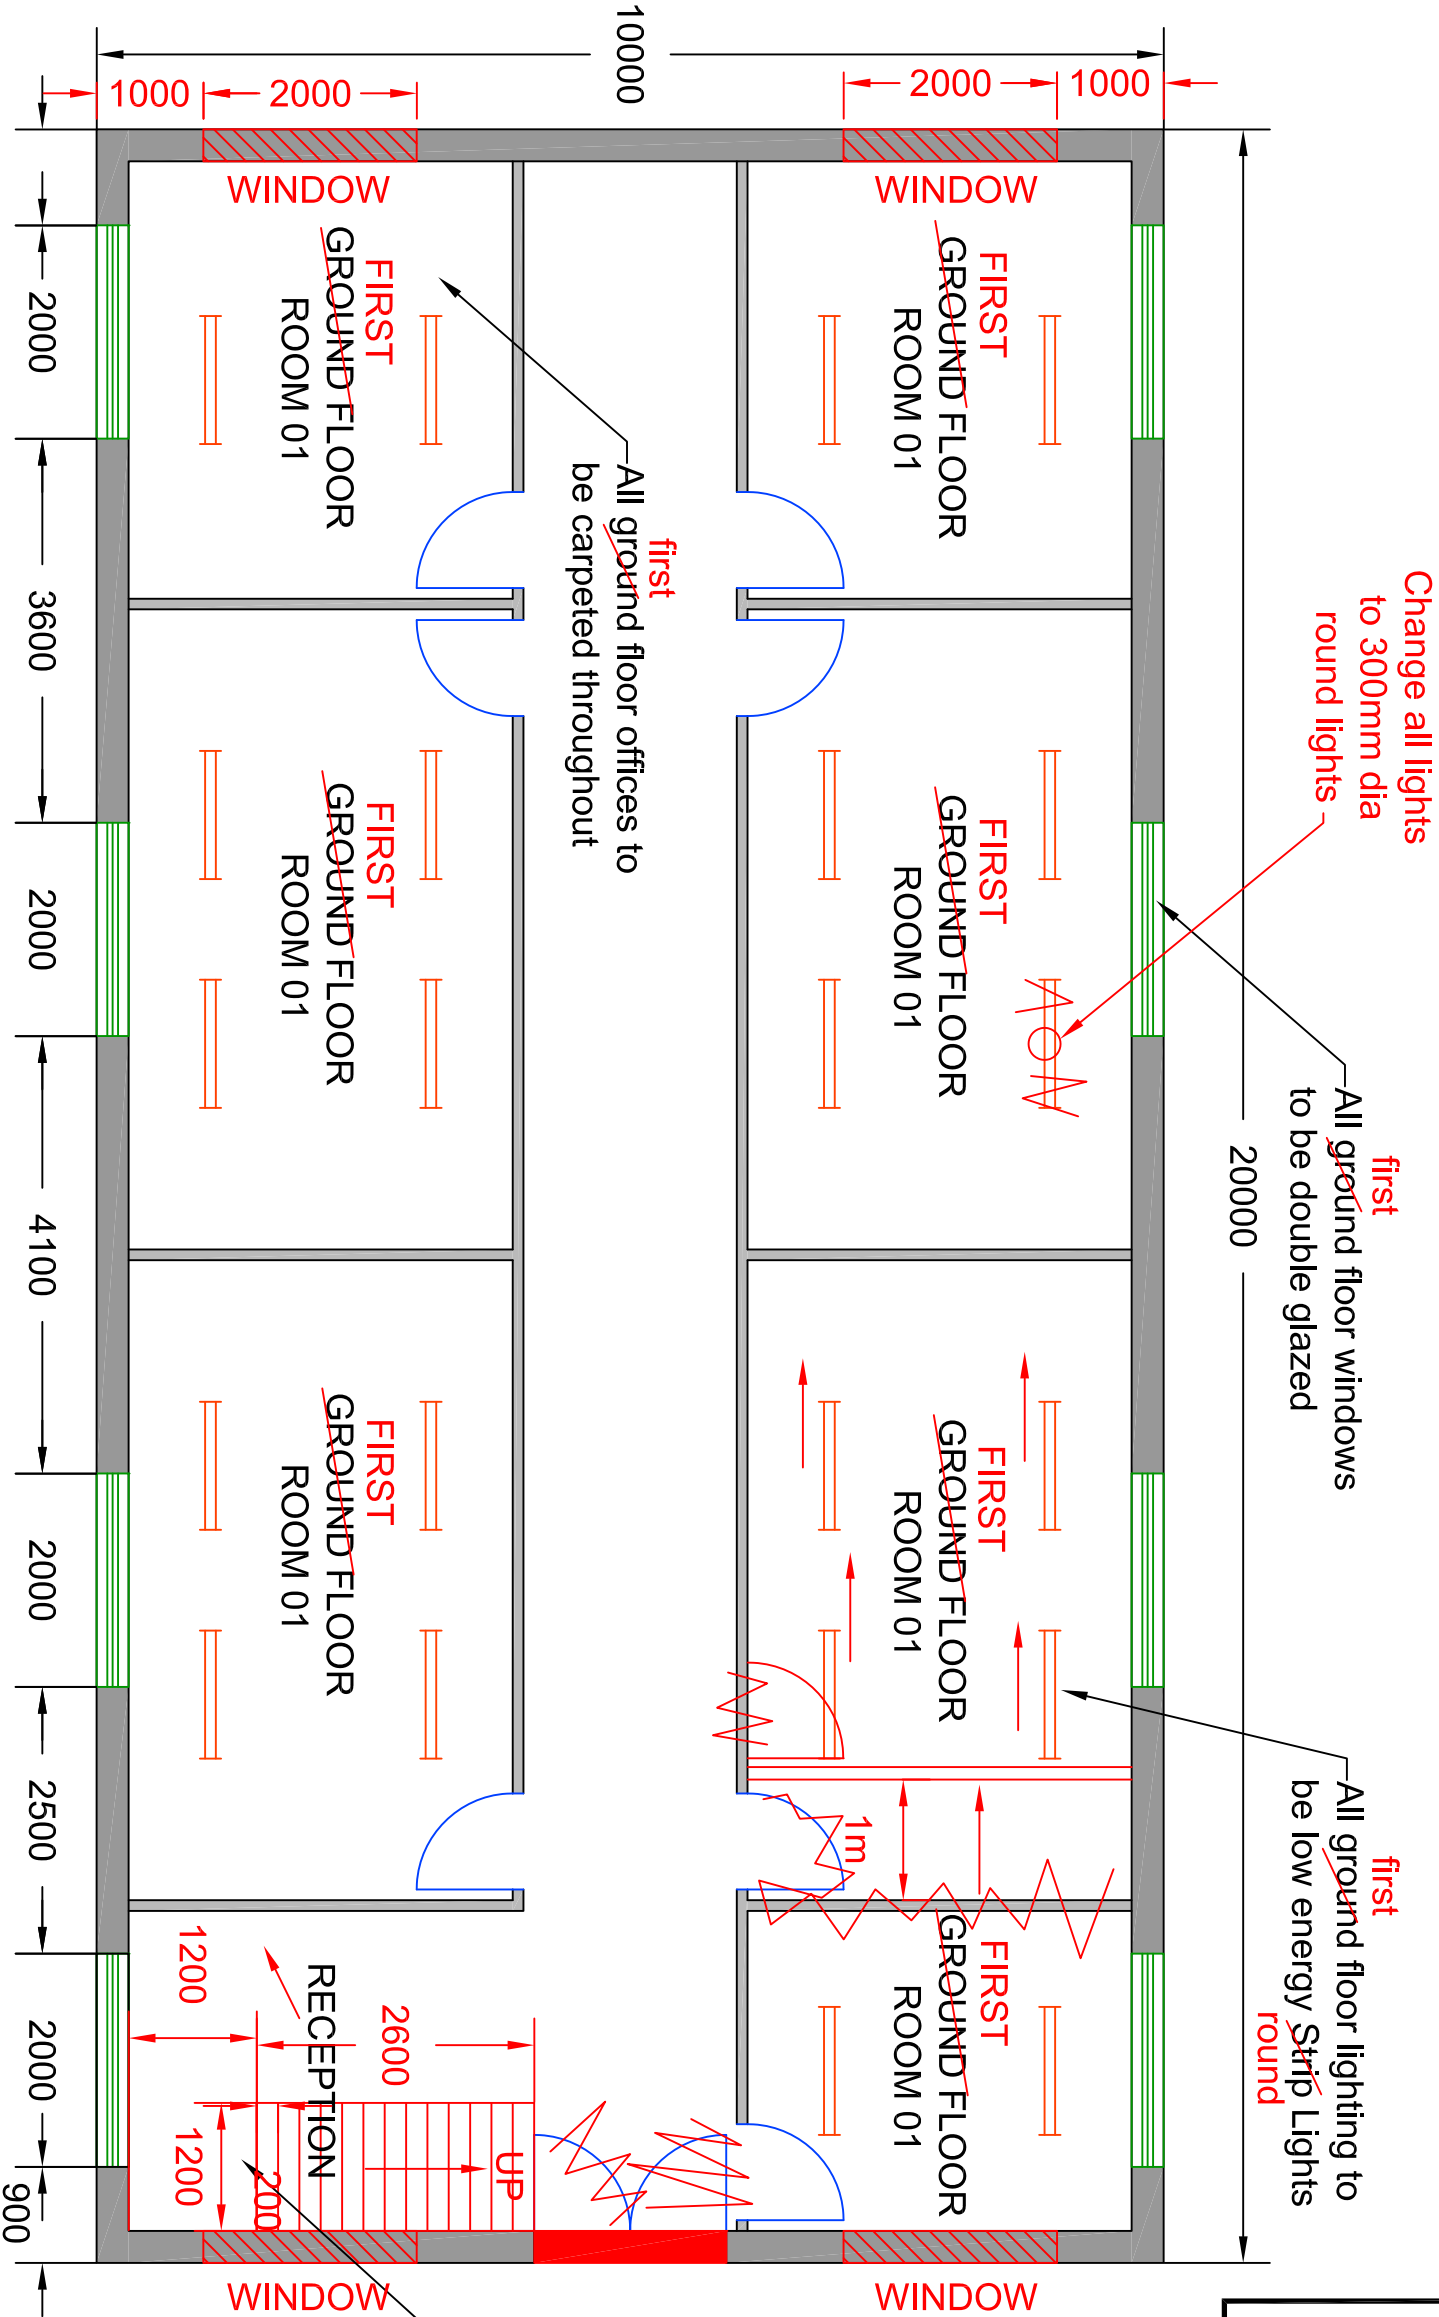 Change all lights
to 300mm dia
round lights
first
All ground floor windows
to be double glazed
first
All ground floor lighting to
be low energy Strip Lights
round
20000
1000
WINDOW
FIRST
GROUND FLOOR
ROOM 01
FIRST
GROUND FLOOR
ROOM 01
FIRST
GROUND FLOOR
ROOM 01
FIRST
GROUND FLOOR
ROOM 01
WINDOW
2000
1m
10000
first
All ground floor offices to
be carpeted throughout
UP
2600
2000
WINDOW
FIRST
GROUND FLOOR
ROOM 01
FIRST
GROUND FLOOR
ROOM 01
FIRST
GROUND FLOOR
ROOM 01
RECEPTION
200
WINDOW
1000
1200
1200
2000
3600
2000
4100
2000
2500
2000
900